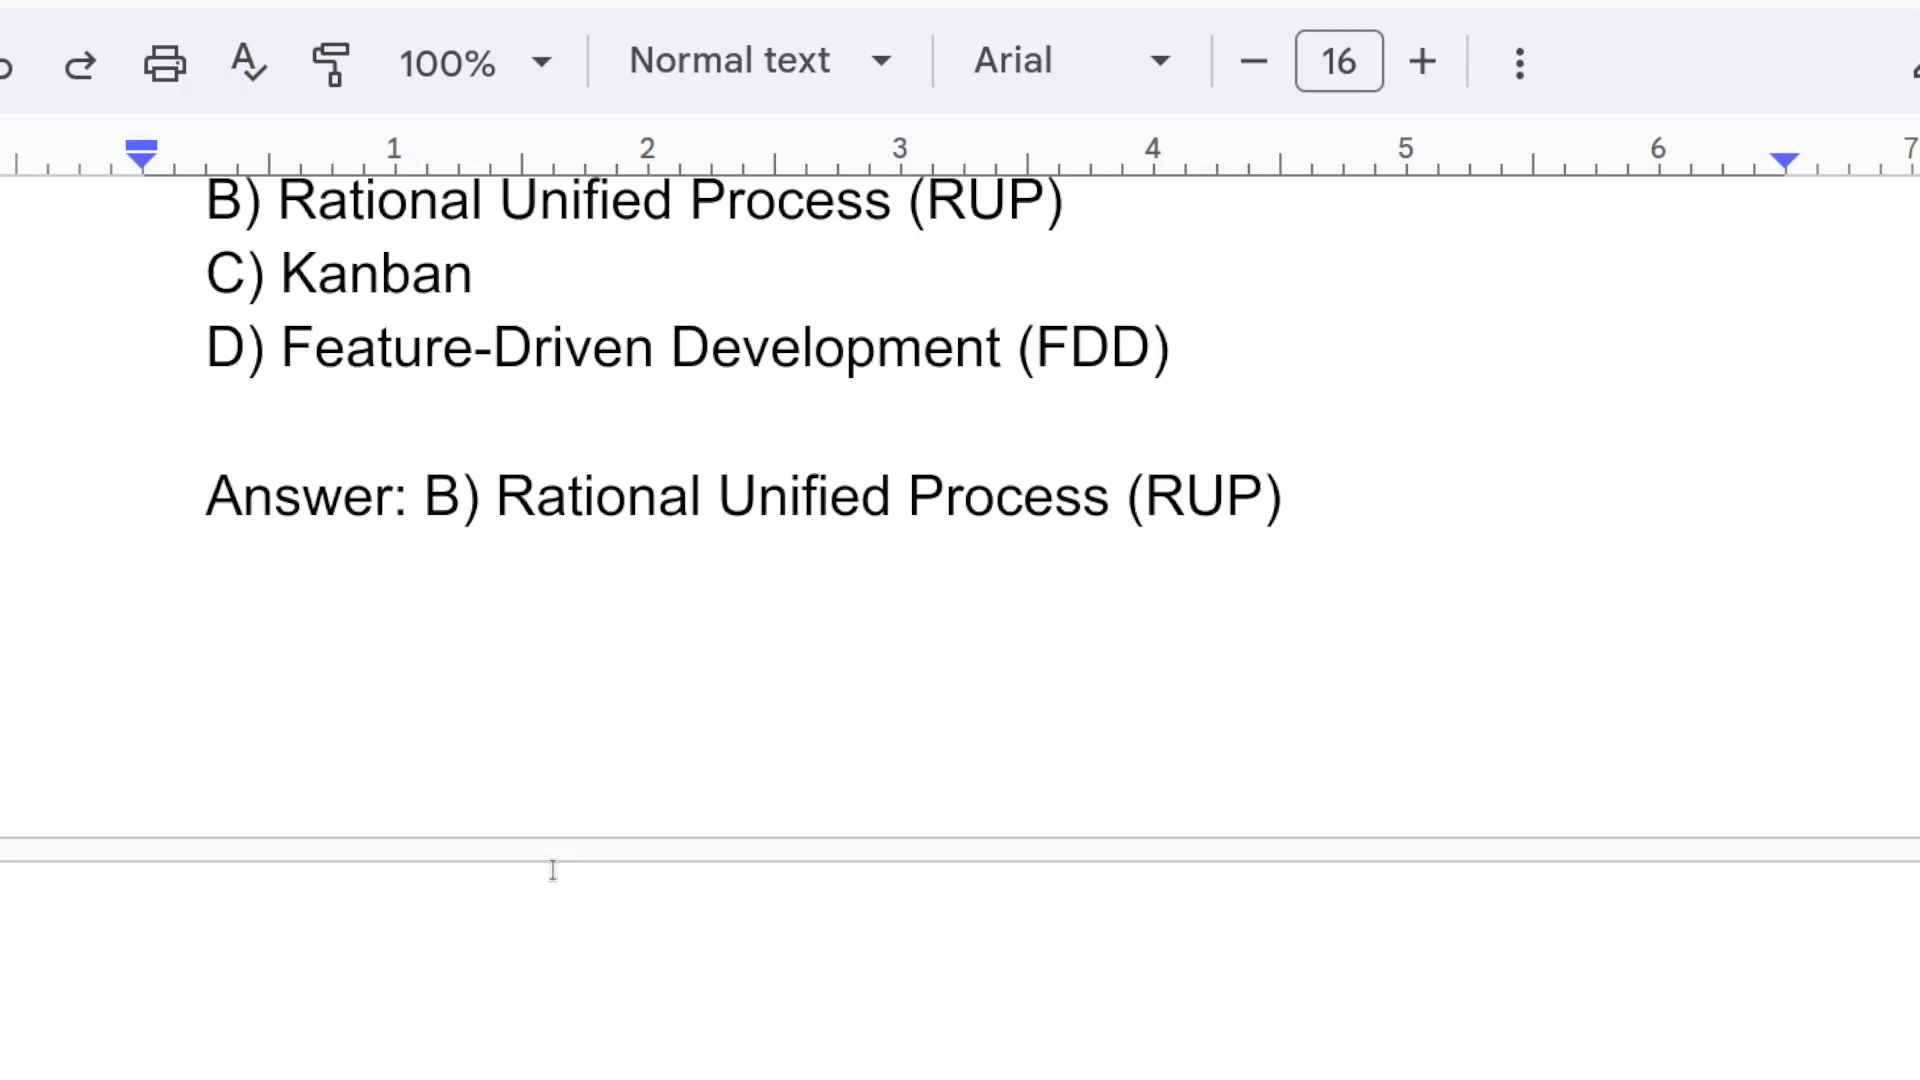 100% Normal text Arial 16
1 2 3 4 5 6 7
B) Rational Unified Process (RUP)
C) Kanban
D) Feature-Driven Development (FDD)
Answer: B) Rational Unified Process (RUP)